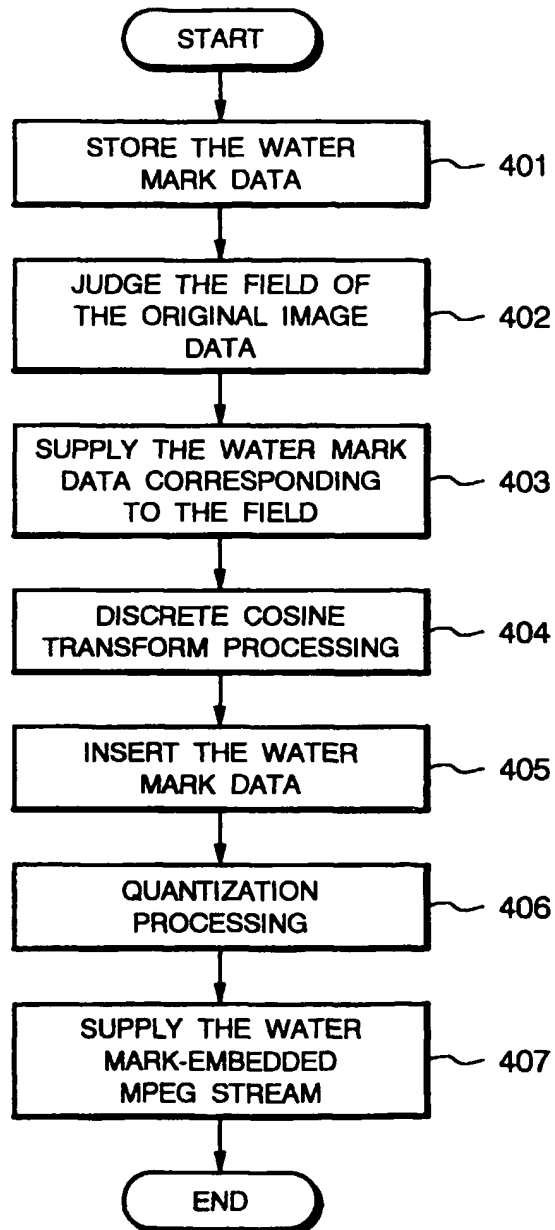 START
STORE THE WATER
MARK DATA
401
JUDGE THE FIELD OF
THE ORIGINAL IMAGE
DATA
402
SUPPLY THE WATER MARK
DATA CORRESPONDING
TO THE FIELD
403
DISCRETE COSINE
TRANSFORM PROCESSING
404
INSERT THE WATER
MARK DATA
405
QUANTIZATION
PROCESSING
406
SUPPLY THE WATER
MARK-EMBEDDED
MPEG STREAM
407
END